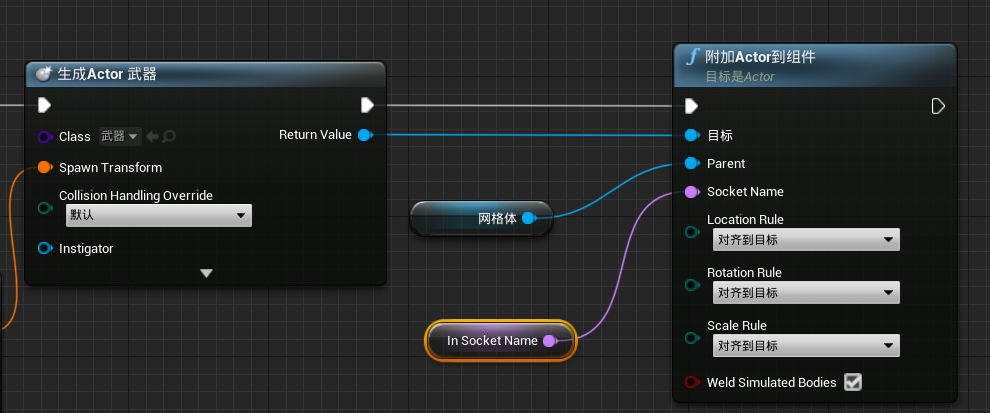 生成Actor 武器
Class 武器
Return Value
Spawn Transform
Collision Handling Override
默认
Instigator
网格体
In Socket Name
附加Actor到组件
目标是Actor
目标
Parent
Socket Name
Location Rule
对齐到目标
Rotation Rule
对齐到目标
Scale Rule
对齐到目标
Weld Simulated Bodies